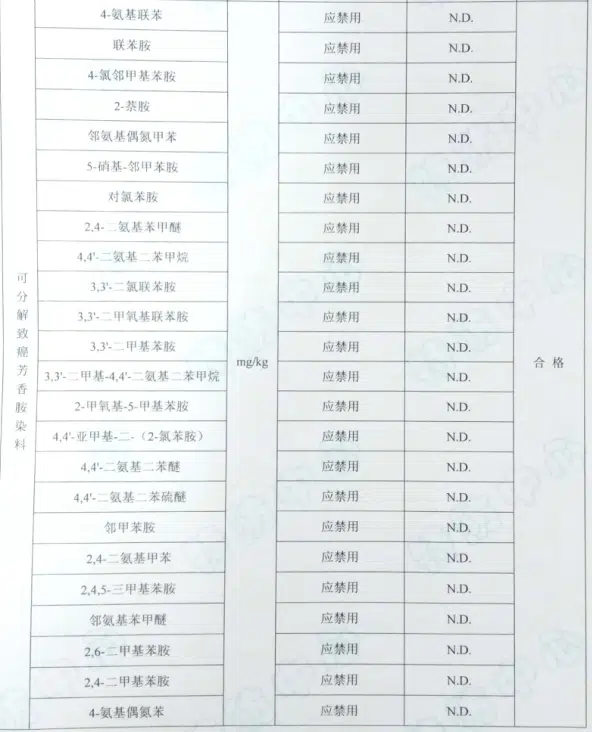 4-氨基联苯 应禁用 N.D.
联苯胺 应禁用 N.D.
4-氯邻甲基苯胺 应禁用 N.D.
2-萘胺 应禁用 N.D.
邻氨基偶氮甲苯 应禁用 N.D.
5-硝基-邻甲苯胺 应禁用 N.D.
对氯苯胺 应禁用 N.D.
2,4-二氨基苯甲醚 应禁用 N.D.
4,4'-二氨基二苯甲烷 应禁用 N.D.
3,3'-二氯联苯胺 应禁用 N.D.
3,3'-二甲氧基联苯胺 应禁用 N.D.
3,3'-二甲基苯胺 应禁用 N.D.
可分解致癌芳香胺染料 3,3'-二甲基-4,4'-二氨基二苯甲烷 mg/kg 应禁用 N.D. 合格
2-甲氧基-5-甲基苯胺 应禁用 N.D.
4,4'-亚甲基-二-（2-氯苯胺） 应禁用 N.D.
4,4'-二氨基二苯醚 应禁用 N.D.
4,4'-二氨基二苯硫醚 应禁用 N.D.
邻甲苯胺 应禁用 N.D.
2,4-二氨基甲苯 应禁用 N.D.
2,4,5-三甲基苯胺 应禁用 N.D.
邻氨基苯甲醚 应禁用 N.D.
2,6-二甲基苯胺 应禁用 N.D.
2,4-二甲基苯胺 应禁用 N.D.
4-氨基偶氮苯 应禁用 N.D.